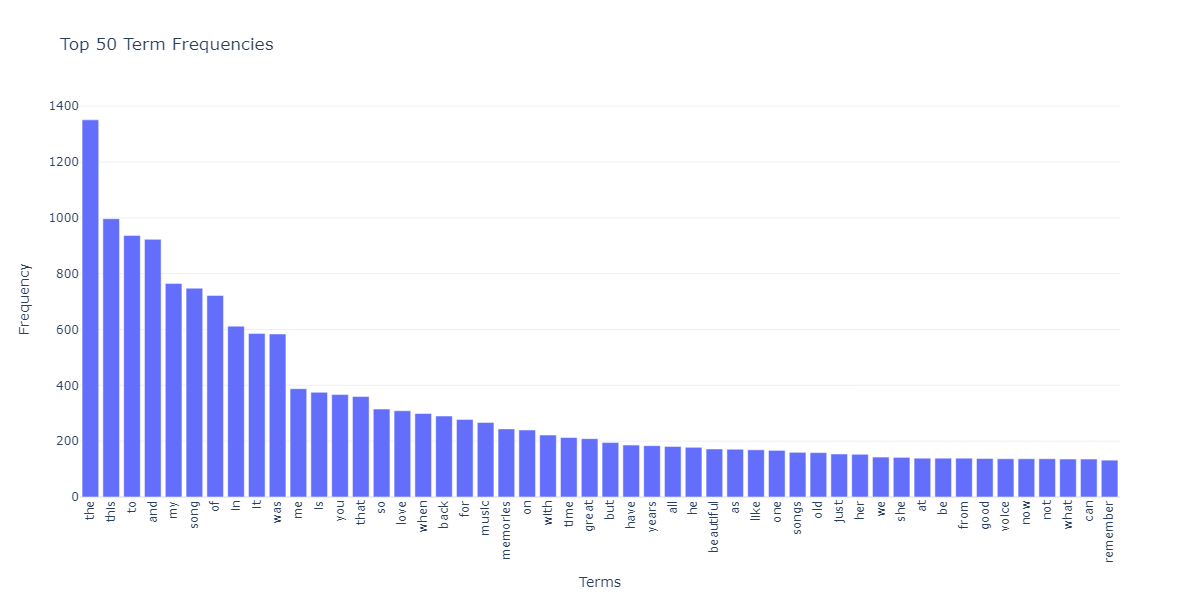 Top 50 Term Frequencies
1400
1200
1000
800
600
400
200
0
Frequency
the
this
to
and
my
song
of
in
it
was
me
is
you
that
so
love
when
back
for
music
memories
on
with
time
great
but
have
years
all
he
beautiful
as
like
one
songs
old
just
her
we
she
at
be
from
good
voice
now
not
what
can
remember
Terms